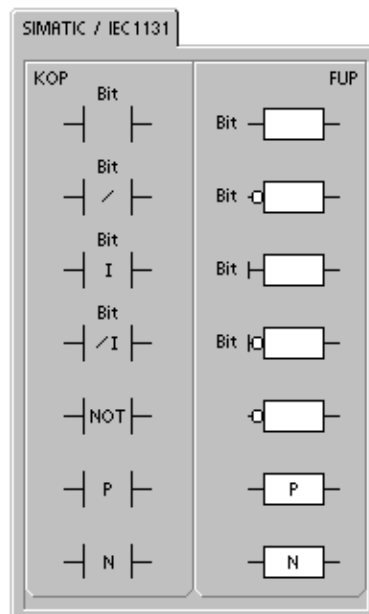 SIMATIC / IEC1131
KOP FUP
Bit
Bit
Bit
/ Bit
Bit
I Bit
Bit
/I Bit
NOT
P P
N N